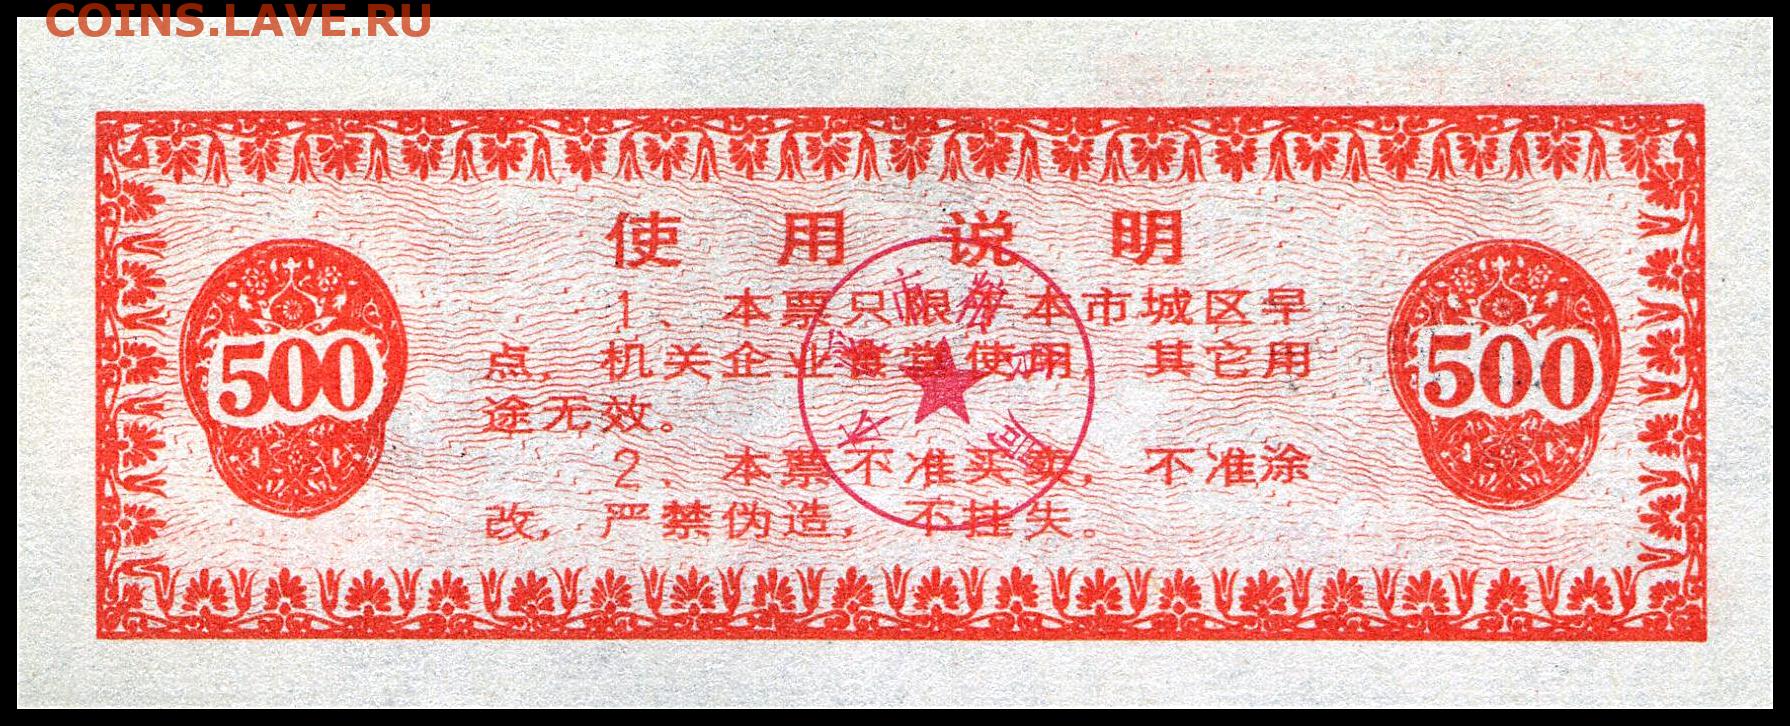 COINS.LAVE.RU
使用说明
1、本票只限于本市城区早
点，机关企业食堂使用，其它用
途无效。
2、本票不准买卖，不准涂
改，严禁伪造，不挂失。
500
500